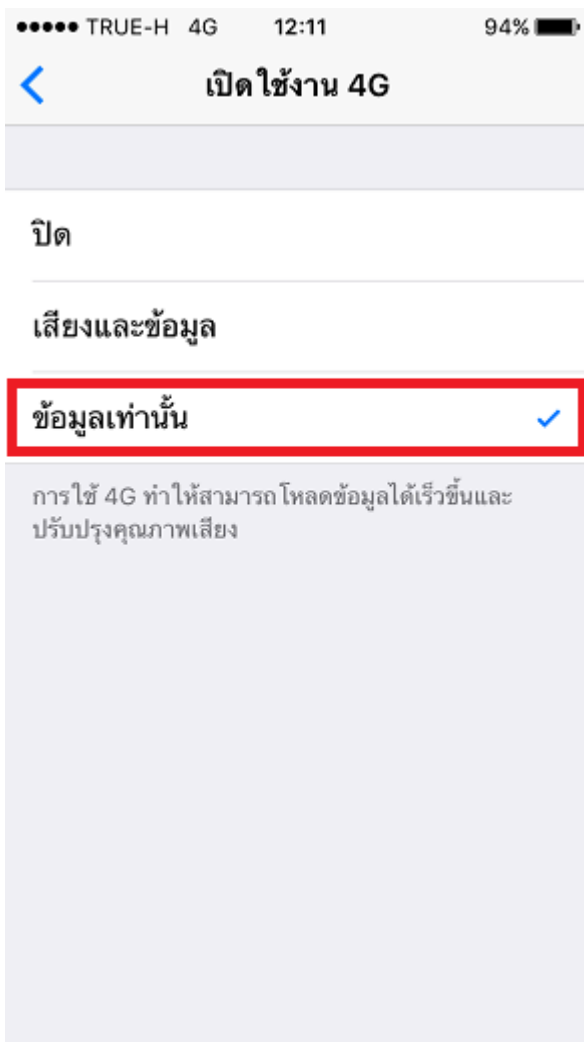 TRUE-H 4G 12:11 94%
เปิดใช้งาน 4G
ปิด
เสียงและข้อมูล
ข้อมูลเท่านั้น
การใช้ 4G ทำให้สามารถโหลดข้อมูลได้เร็วขึ้นและ
ปรับปรุงคุณภาพเสียง